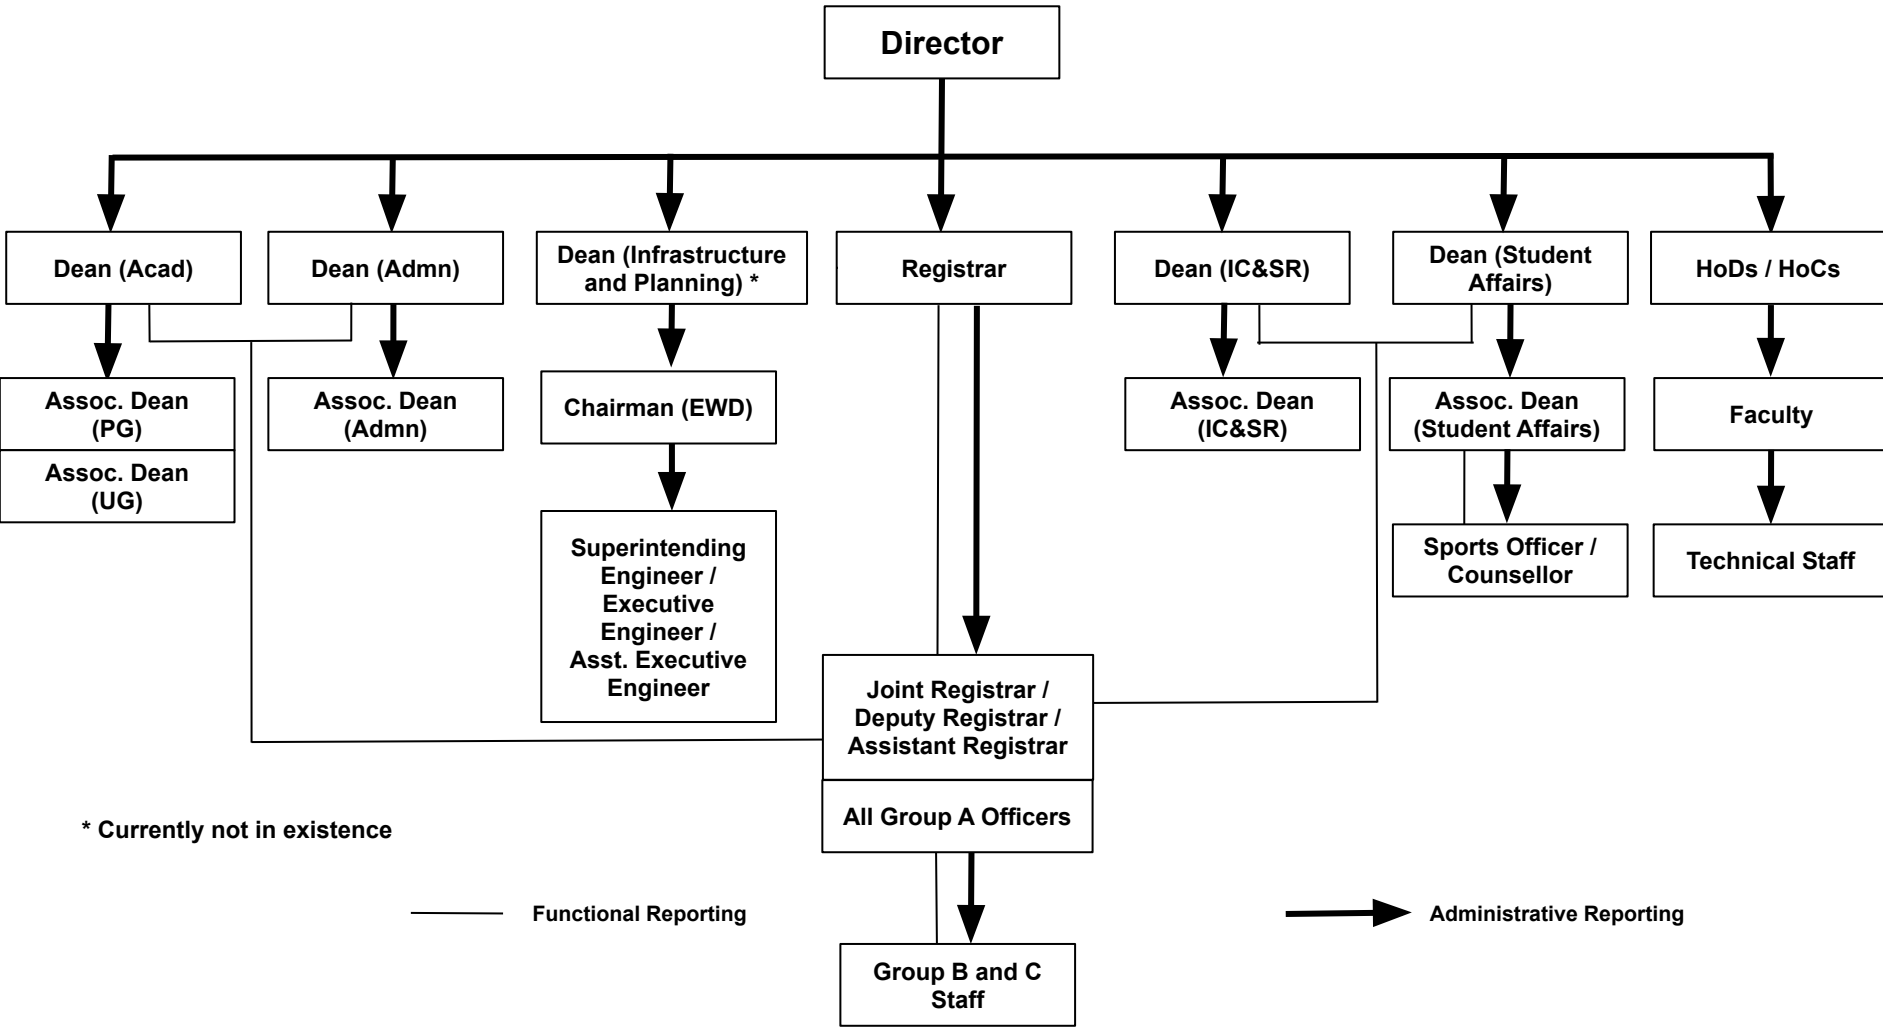 Director
Dean (Acad)
Dean (Admn)
Dean (Infrastructure
and Planning) *
Registrar
Dean (IC&SR)
Dean (Student
Affairs)
HoDs / HoCs
Assoc. Dean
(PG)
Assoc. Dean
(UG)
Assoc. Dean
(Admn)
Chairman (EWD)
Assoc. Dean
(IC&SR)
Assoc. Dean
(Student Affairs)
Faculty
Superintending
Engineer /
Executive
Engineer /
Asst. Executive
Engineer
Sports Officer /
Counsellor
Technical Staff
Joint Registrar /
Deputy Registrar /
Assistant Registrar
All Group A Officers
* Currently not in existence
Functional Reporting
Administrative Reporting
Group B and C
Staff